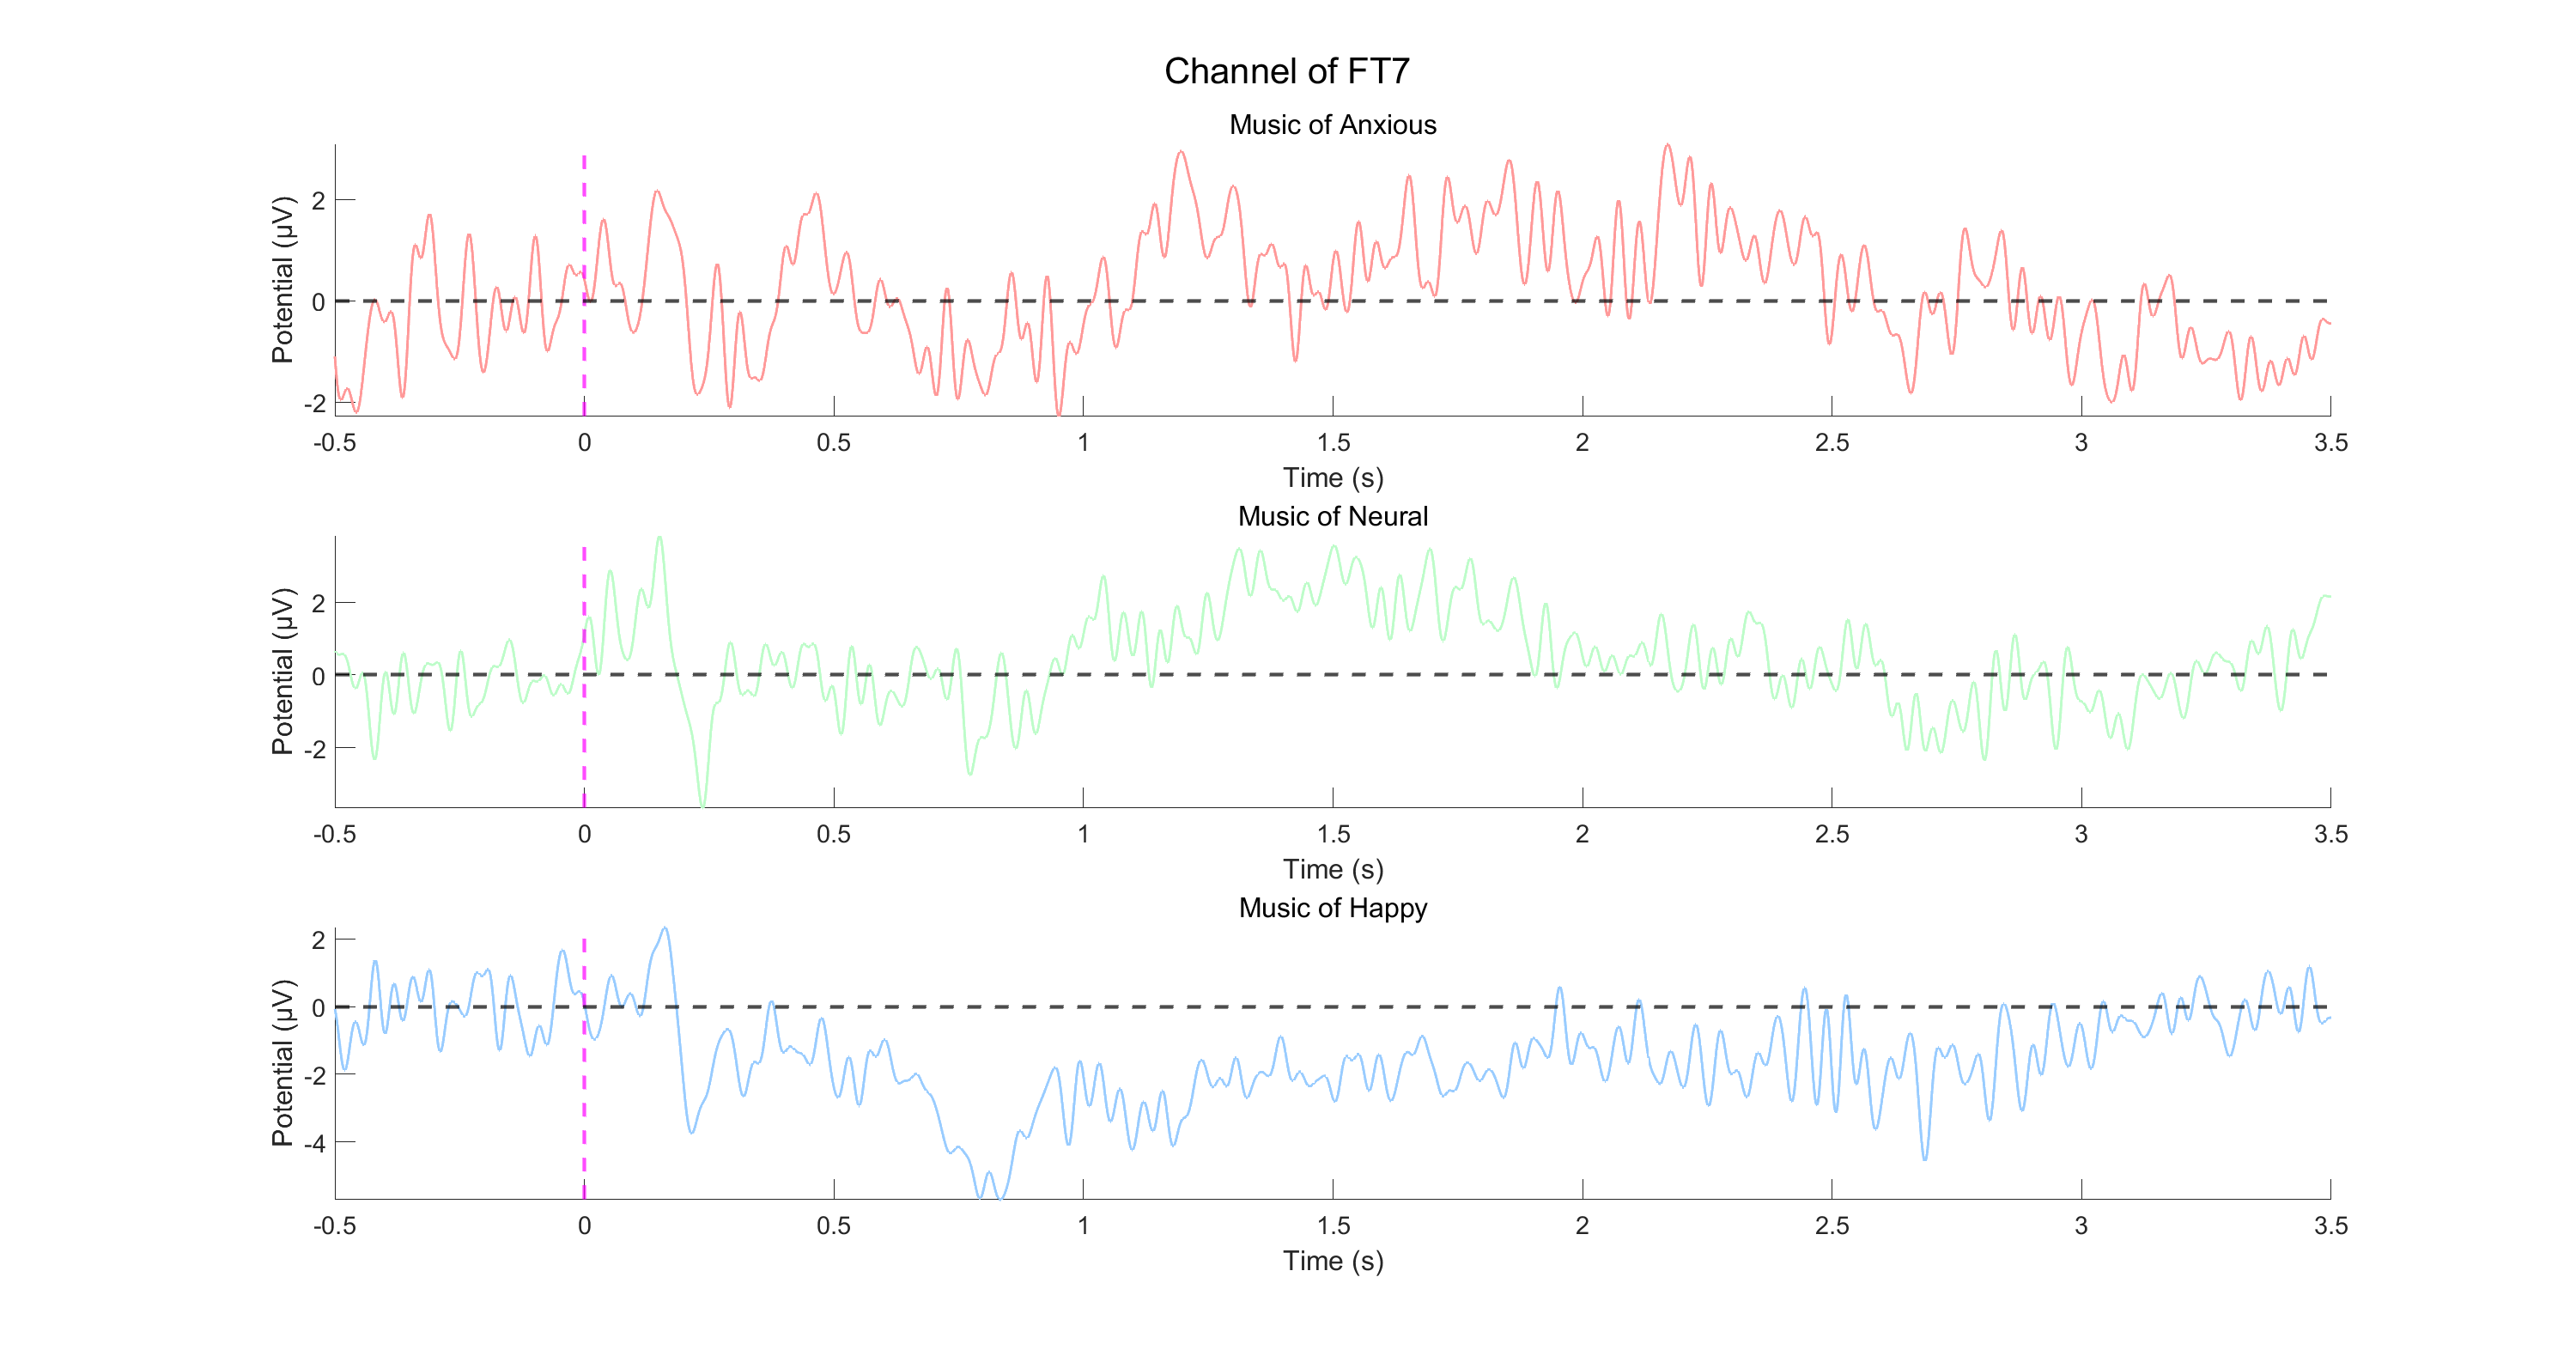 Channel of FT7
Music of Anxious
Potential (μV)
2
0
-2
-0.5 0 0.5 1 1.5 2 2.5 3 3.5
Time (s)
Music of Neural
Potential (μV)
2
0
-2
-0.5 0 0.5 1 1.5 2 2.5 3 3.5
Time (s)
Music of Happy
Potential (μV)
2
0
-2
-4
-0.5 0 0.5 1 1.5 2 2.5 3 3.5
Time (s)